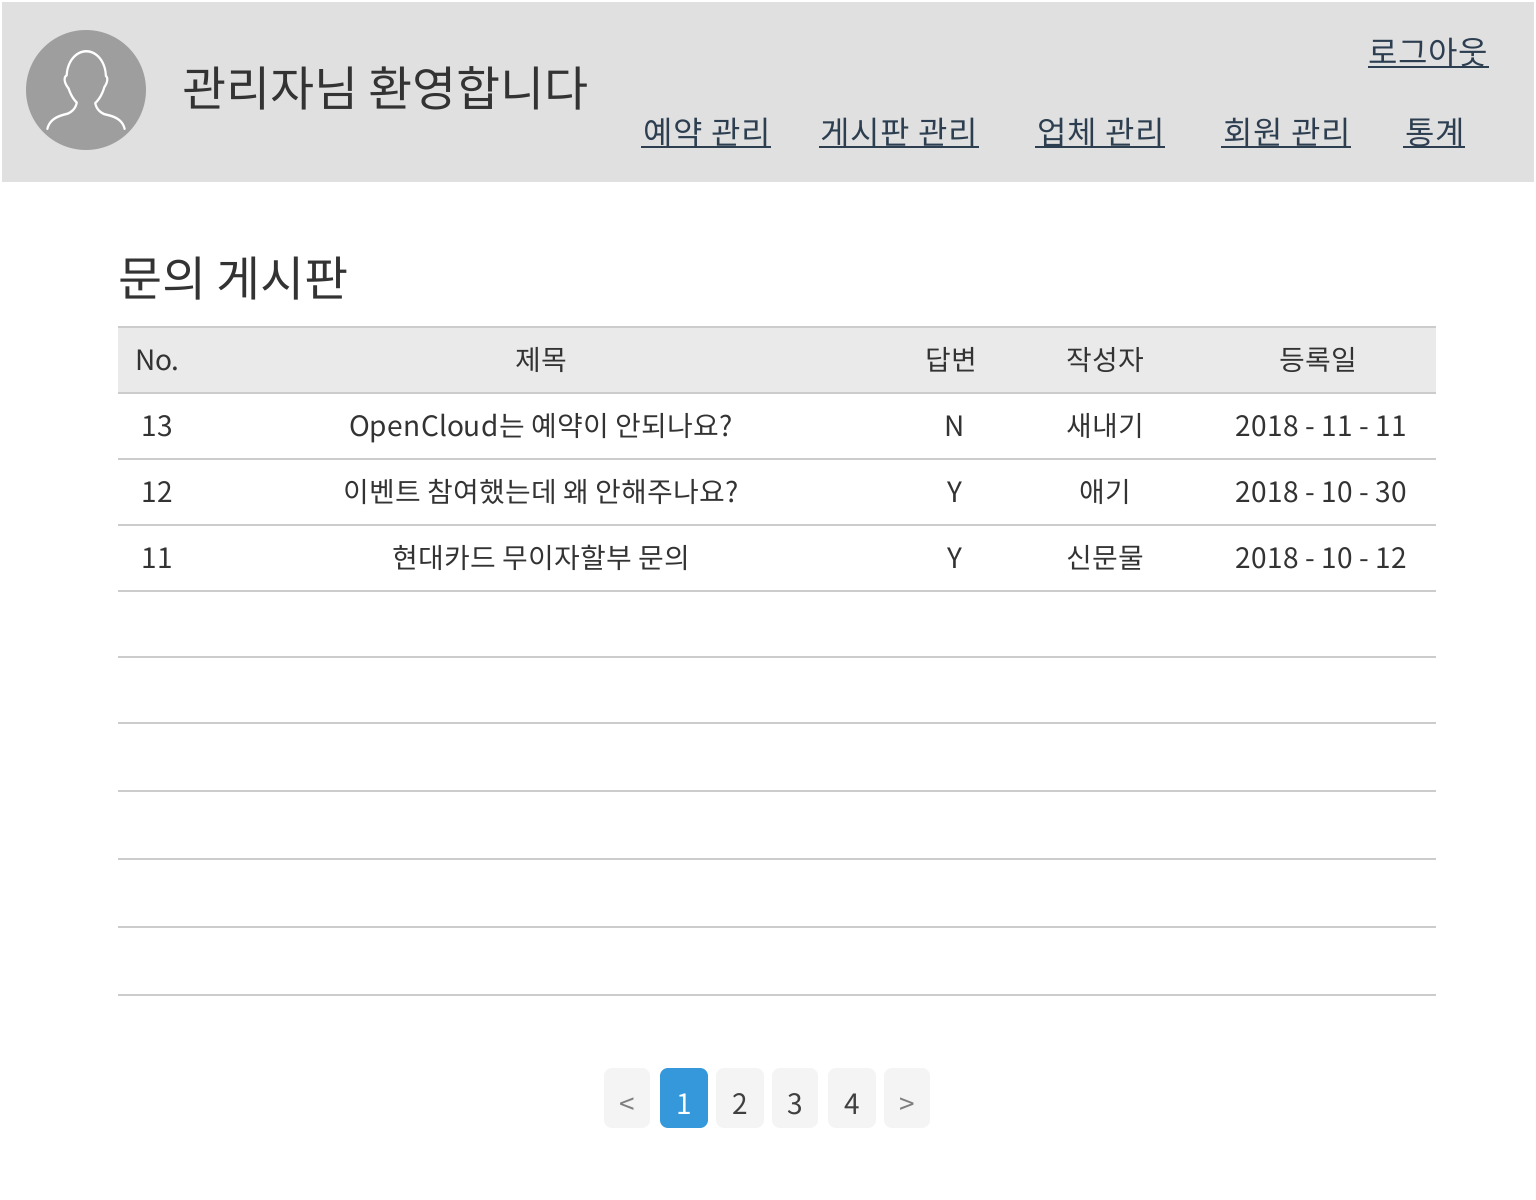 로그아웃
관리자님 환영합니다
예약 관리 게시판 관리 업체 관리 회원 관리 통계
문의 게시판
No. 제목 답변 작성자 등록일
13 OpenCloud는 예약이 안되나요? N 새내기 2018 - 11 - 11
12 이벤트 참여했는데 왜 안해주나요? Y 애기 2018 - 10 - 30
11 현대카드 무이자할부 문의 Y 신문물 2018 - 10 - 12
< 1 2 3 4 >